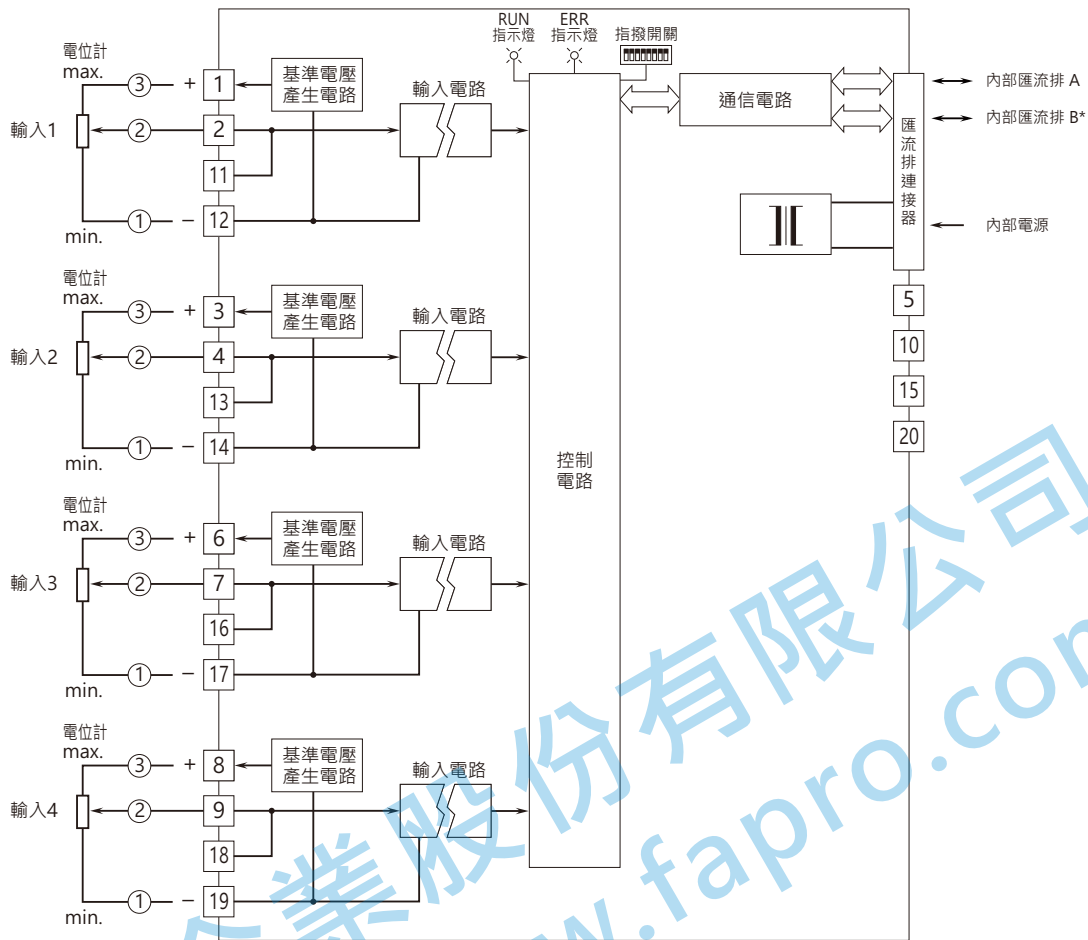 RUN
指示燈
ERR
指示燈
指撥開關
電位計
max.
③
+
1
基準電壓
產生電路
輸入電路
輸入1
②
2
11
①
−
12
min.
通信電路
匯流排連接器
內部匯流排 A
內部匯流排 B*
內部電源
5
10
15
20
電位計
max.
③
+
3
基準電壓
產生電路
輸入電路
輸入2
②
4
13
①
−
14
min.
控制
電路
電位計
max.
③
+
6
基準電壓
產生電路
輸入電路
輸入3
②
7
16
①
−
17
min.
電位計
max.
③
+
8
基準電壓
產生電路
輸入電路
輸入4
②
9
18
①
−
19
min.
企業股份有限公司
www.fapro.com